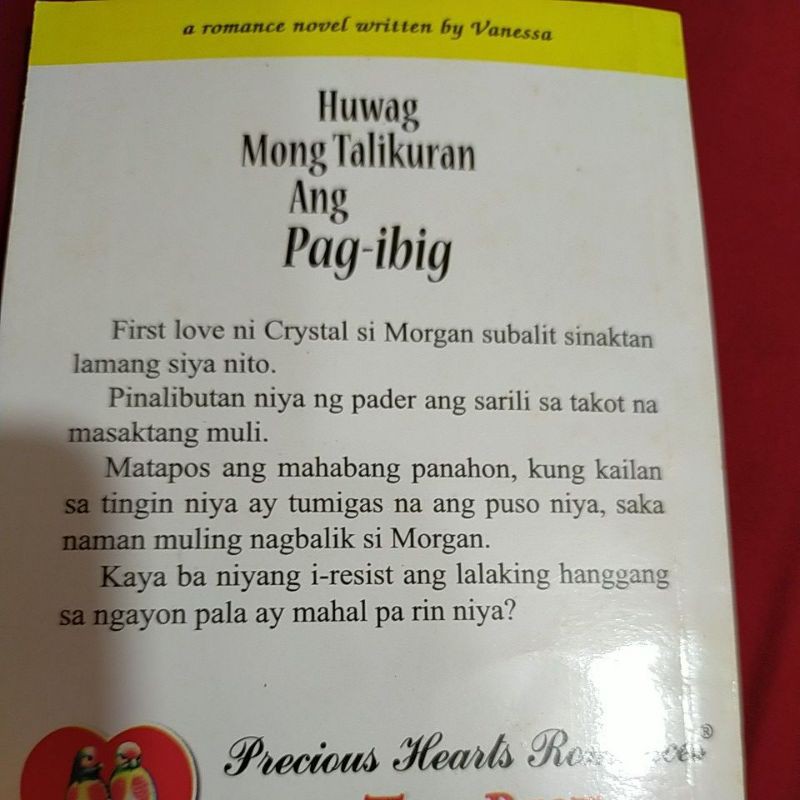 a romance novel written by Vanessa
Huwag
Mong Talikuran
Ang
Pag-ibig
First love ni Crystal si Morgan subalit sinaktan
lamang siya nito.
Pinalibutan niya ng pader ang sarili sa takot na
masaktang muli.
Matapos ang mahabang panahon, kung kailan
sa tingin niya ay tumigas na ang puso niya, saka
naman muling nagbalik si Morgan.
Kaya ba niyang i-resist ang lalaking hanggang
sa ngayon pala ay mahal pa rin niya?
Precious Hearts Romances®